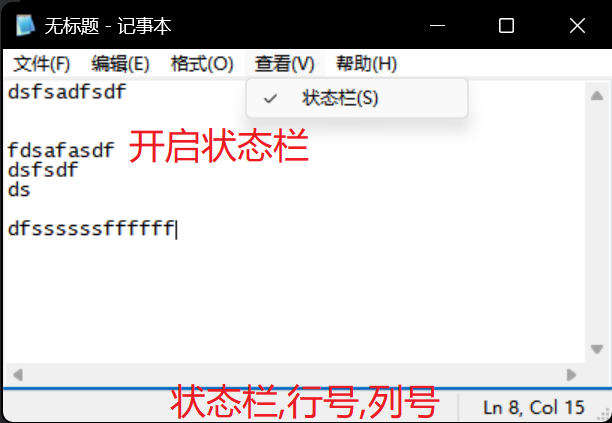 无标题 - 记事本
文件(F) 编辑(E) 格式(O) 查看(V) 帮助(H)
状态栏(S)
dsfsadfsdf
fdsafasdf
开启状态栏
dsfsdf
ds
dfssssssffffff
状态栏,行号,列号
Ln 8, Col 15